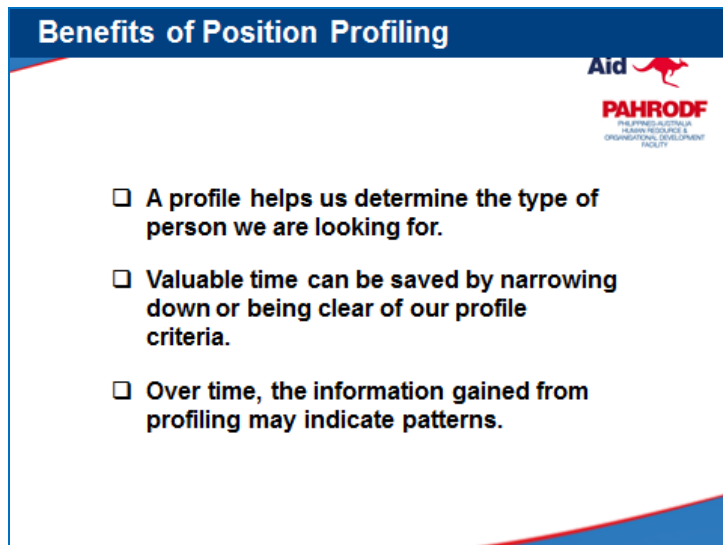 Benefits of Position Profiling
Aid
PAHRODF
PHILIPPINES-AUSTRALIA
HUMAN RESOURCE &
ORGANISATIONAL DEVELOPMENT
FACILITY
❑ A profile helps us determine the type of
person we are looking for.
❑ Valuable time can be saved by narrowing
down or being clear of our profile
criteria.
❑ Over time, the information gained from
profiling may indicate patterns.